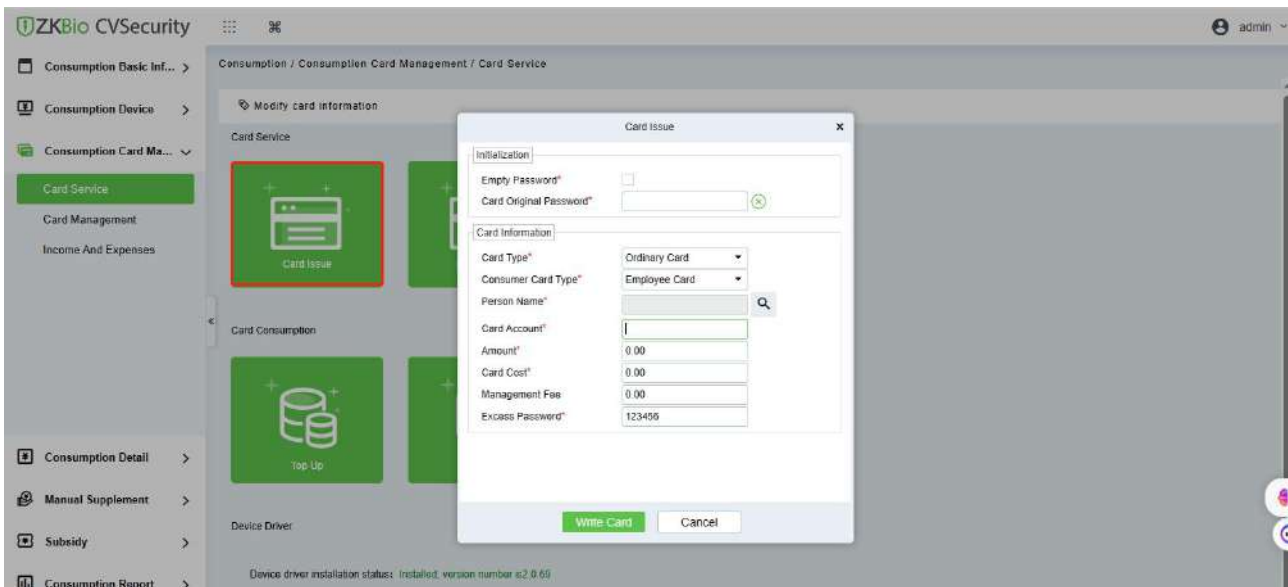 ZKBio CVSecurity
admin
Consumption Basic Inf...
Consumption Device
Consumption Card Ma...
Card Service
Card Management
Income And Expenses
Consumption Detail
Manual Supplement
Subsidy
Consumption Report
Consumption / Consumption Card Management / Card Service
Modify card information
Card Service
Card Issue
Card Consumption
Top Up
Device Driver
Device driver installation status: Installed, version number is2.0.69
Card Issue
x
Initialization
Empty Password*
Card Original Password*
Card Information
Card Type* Ordinary Card
Consumer Card Type* Employee Card
Person Name*
Card Account*
Amount* 0.00
Card Cost* 0.00
Management Fee 0.00
Excess Password* 123456
Write Card Cancel